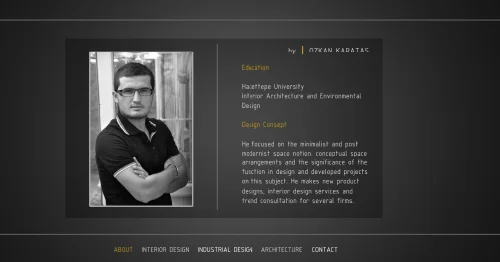 by | OZKAN KARATAS
Education
Hacettepe University
Interior Architecture and Environmental
Design
Design Concept
He focused on the minimalist and post
modernist space notion, conceptual space
arrangements and the significance of the
function in design and developed projects
on this subject. He makes new product
designs, interior design services and
trend consultation for several firms.
ABOUT INTERIOR DESIGN INDUSTRIAL DESIGN ARCHITECTURE CONTACT